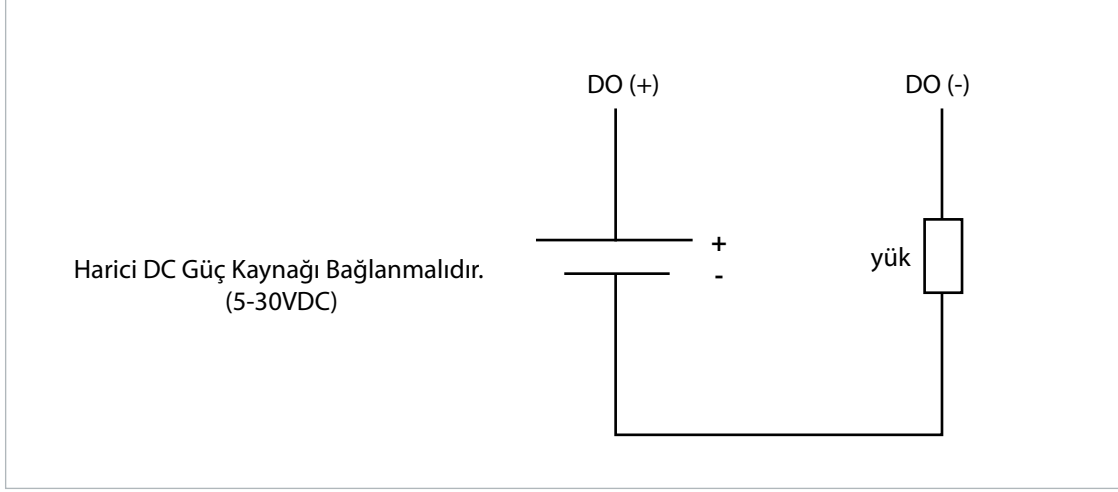 DO (+)
DO (-)
+
-
yük
Harici DC Güç Kaynağı Bağlanmalıdır.
(5-30VDC)